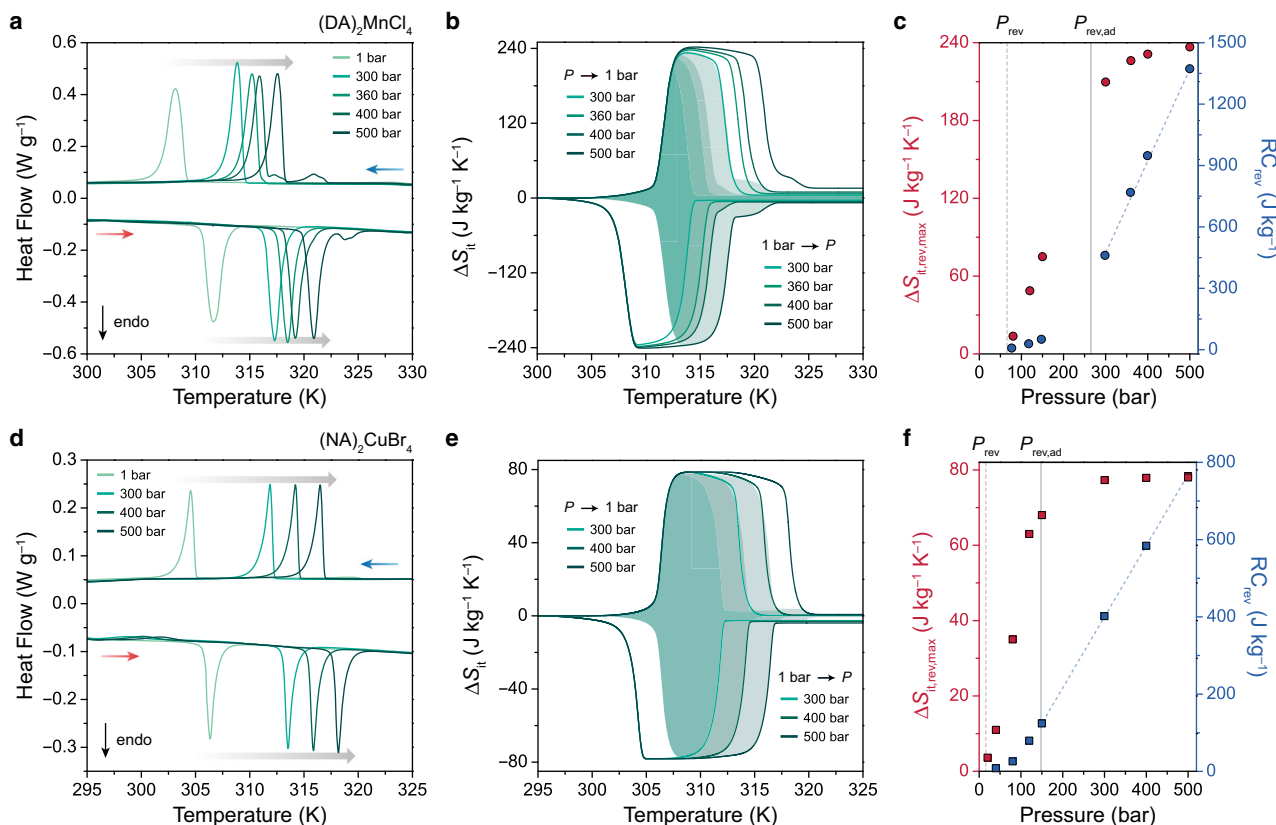 a
(DA)₂MnCl₄
Heat Flow (W g⁻¹)
0.6
0.4
0.2
0.0
−0.2
−0.4
−0.6
1 bar
300 bar
360 bar
400 bar
500 bar
endo
300 305 310 315 320 325 330
Temperature (K)
b
ΔS_it (J kg⁻¹ K⁻¹)
240
120
0
−120
−240
P → 1 bar
300 bar
360 bar
400 bar
500 bar
1 bar → P
300 bar
360 bar
400 bar
500 bar
300 305 310 315 320 325 330
Temperature (K)
c
P_rev
P_rev,ad
ΔS_it,rev,max (J kg⁻¹ K⁻¹)
240
180
120
60
0
1500
1200
900
600
300
0
RC_rev (J kg⁻¹)
0 100 200 300 400 500
Pressure (bar)
d
(NA)₂CuBr₄
Heat Flow (W g⁻¹)
0.3
0.2
0.1
0.0
−0.1
−0.2
−0.3
1 bar
300 bar
400 bar
500 bar
endo
295 300 305 310 315 320 325
Temperature (K)
e
ΔS_it (J kg⁻¹ K⁻¹)
80
40
0
−40
−80
P → 1 bar
300 bar
400 bar
500 bar
1 bar → P
300 bar
400 bar
500 bar
295 300 305 310 315 320 325
Temperature (K)
f
P_rev
P_rev,ad
ΔS_it,rev,max (J kg⁻¹ K⁻¹)
80
60
40
20
0
800
600
400
200
0
RC_rev (J kg⁻¹)
0 100 200 300 400 500
Pressure (bar)